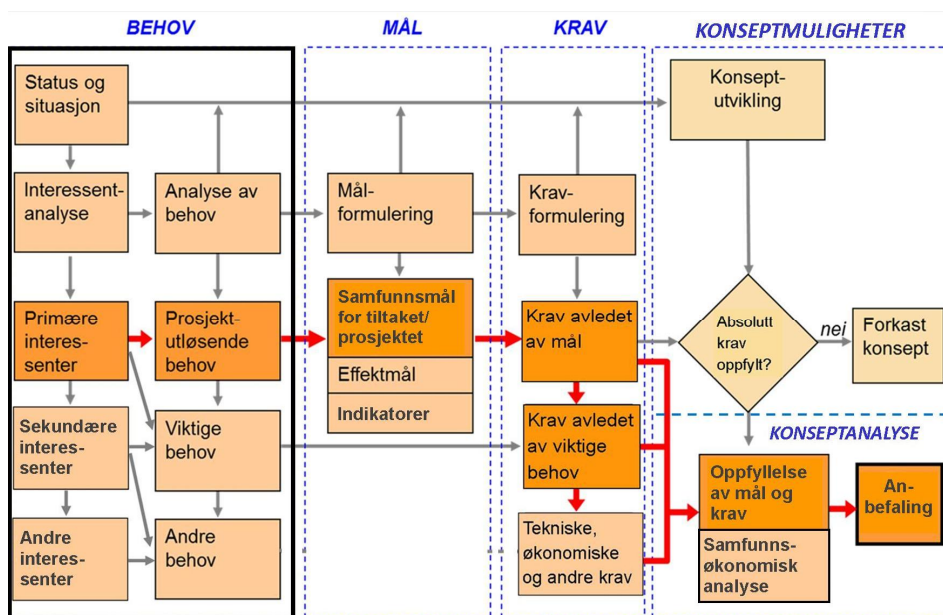 BEHOV
MÅL
KRAV
KONSEPTMULIGHETER
Status og
situasjon
Konsept-
utvikling
Interessent-
analyse
Analyse av
behov
Mål-
formulering
Krav-
formulering
Primære
interes-
senter
Prosjekt-
utløsende
behov
Samfunnsmål
for tiltaket/
prosjektet
Effektmål
Indikatorer
Krav avledet
av mål
Absolutt
krav
oppfylt?
nei
Forkast
konsept
Sekundære
interes-
senter
Viktige
behov
Krav avledet
av viktige
behov
KONSEPTANALYSE
Oppfyllelse
av mål og
krav
An-
befaling
Andre
interes-
senter
Andre
behov
Tekniske,
økonomiske
og andre krav
Samfunns-
økonomisk
analyse